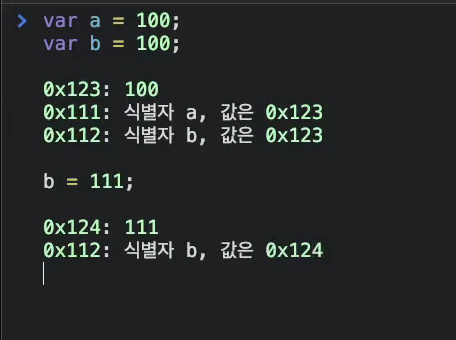 > var a = 100;
var b = 100;
0x123: 100
0x111: 식별자 a, 값은 0x123
0x112: 식별자 b, 값은 0x123
b = 111;
0x124: 111
0x112: 식별자 b, 값은 0x124